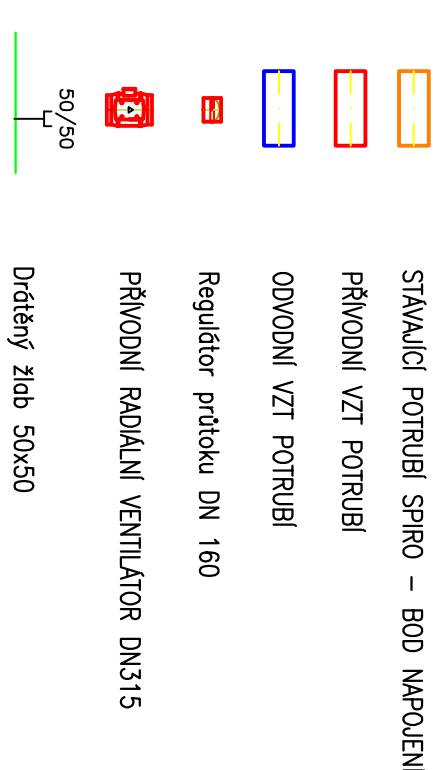 STÁVAJÍCÍ POTRUBÍ SPIRO – BOD NAPOJENÍ
PŘÍVODNÍ VZT POTRUBÍ
ODVODNÍ VZT POTRUBÍ
Regulátor průtoku DN 160
PŘÍVODNÍ RADIÁLNÍ VENTILÁTOR DN315
50/50
Drátěný žlab 50x50